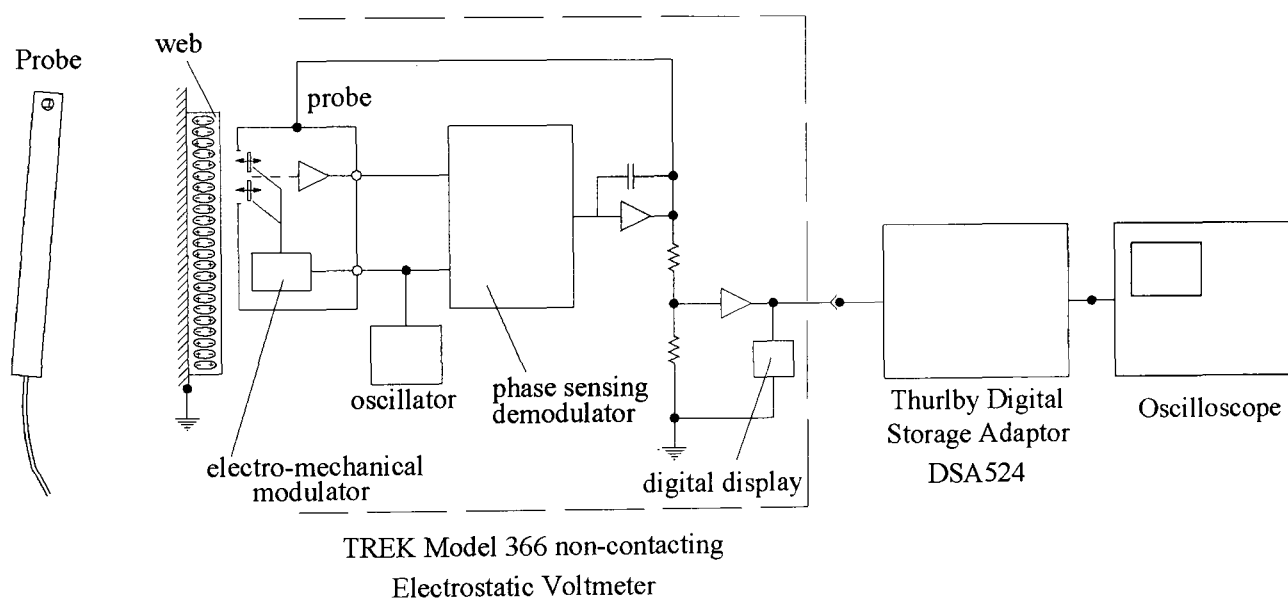 web
Probe
probe
oscillator
phase sensing
demodulator
electro-mechanical
modulator
digital display
Thurlby Digital
Storage Adaptor
DSA524
Oscilloscope
TREK Model 366 non-contacting
Electrostatic Voltmeter